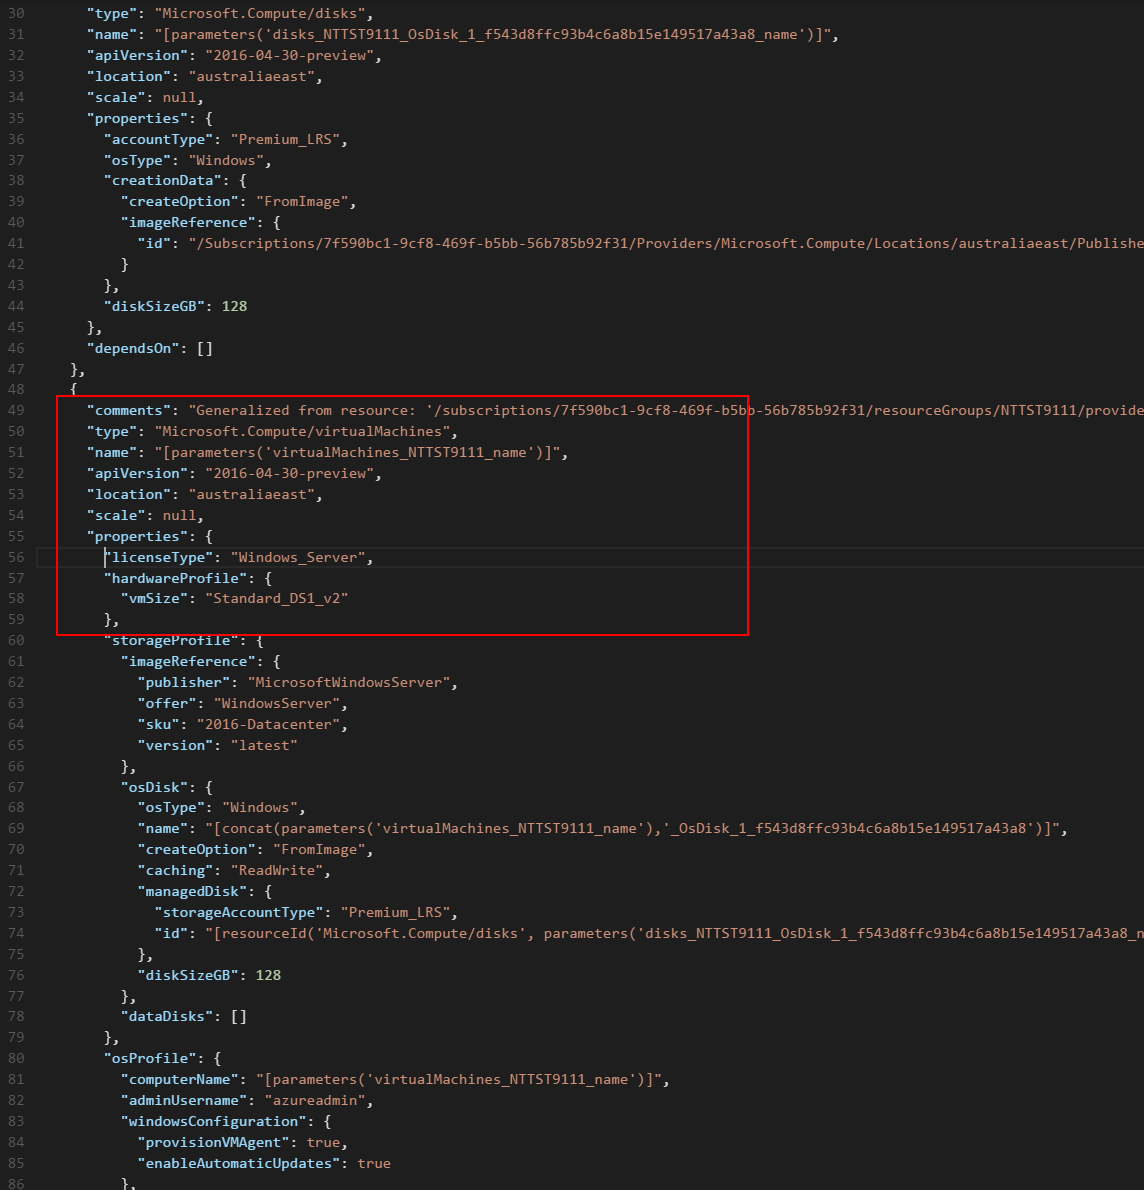 30 "type": "Microsoft.Compute/disks",
31 "name": "[parameters('disks_NTTST9111_OsDisk_1_f543d8ffc93b4c6a8b15e149517a43a8_name')]",
32 "apiVersion": "2016-04-30-preview",
33 "location": "australiaeast",
34 "scale": null,
35 "properties": {
36 "accountType": "Premium_LRS",
37 "osType": "Windows",
38 "creationData": {
39 "createOption": "FromImage",
40 "imageReference": {
41 "id": "/Subscriptions/7f590bc1-9cf8-469f-b5bb-56b785b92f31/Providers/Microsoft.Compute/Locations/australiaeast/Publishe
42 }
43 },
44 "diskSizeGB": 128
45 },
46 "dependsOn": []
47 },
48 {
49 "comments": "Generalized from resource: '/subscriptions/7f590bc1-9cf8-469f-b5bb-56b785b92f31/resourceGroups/NTTST9111/provide
50 "type": "Microsoft.Compute/virtualMachines",
51 "name": "[parameters('virtualMachines_NTTST9111_name')]",
52 "apiVersion": "2016-04-30-preview",
53 "location": "australiaeast",
54 "scale": null,
55 "properties": {
56 "licenseType": "Windows_Server",
57 "hardwareProfile": {
58 "vmSize": "Standard_DS1_v2"
59 },
60 "storageProfile": {
61 "imageReference": {
62 "publisher": "MicrosoftWindowsServer",
63 "offer": "WindowsServer",
64 "sku": "2016-Datacenter",
65 "version": "latest"
66 },
67 "osDisk": {
68 "osType": "Windows",
69 "name": "[concat(parameters('virtualMachines_NTTST9111_name'),'_OsDisk_1_f543d8ffc93b4c6a8b15e149517a43a8')]",
70 "createOption": "FromImage",
71 "caching": "ReadWrite",
72 "managedDisk": {
73 "storageAccountType": "Premium_LRS",
74 "id": "[resourceId('Microsoft.Compute/disks', parameters('disks_NTTST9111_OsDisk_1_f543d8ffc93b4c6a8b15e149517a43a8_n
75 },
76 "diskSizeGB": 128
77 },
78 "dataDisks": []
79 },
80 "osProfile": {
81 "computerName": "[parameters('virtualMachines_NTTST9111_name')]",
82 "adminUsername": "azureadmin",
83 "windowsConfiguration": {
84 "provisionVMAgent": true,
85 "enableAutomaticUpdates": true
86 },